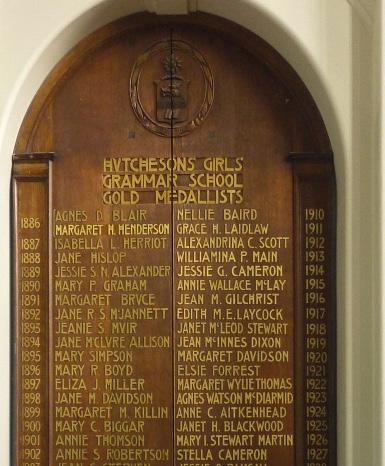 HVTCHESONS' GIRLS'
GRAMMAR SCHOOL
GOLD MEDALLISTS
1886 AGNES D. BLAIR NELLIE BAIRD 1910
MARGARET H. HENDERSON GRACE H. LAIDLAW 1911
1887 ISABELLA L. HERRIOT ALEXANDRINA C. SCOTT 1912
1888 JANE HISLOP WILLIAMINA P. MAIN 1913
1889 JESSIE S. N. ALEXANDER JESSIE G. CAMERON 1914
1890 MARY P. GRAHAM ANNIE WALLACE McLAY 1915
1891 MARGARET BRYCE JEAN M. GILCHRIST 1916
1892 JANE R S McJANNETT EDITH M. E. LAYCOCK 1917
1893 JEANIE S. MVIR JANET McLEOD STEWART 1918
1894 JANE McLVRE ALLISON JEAN McINNES DIXON 1919
1895 MARY SIMPSON MARGARET DAVIDSON 1920
1896 MARY R. BOYD ELSIE FORREST 1921
1897 ELIZA J. MILLER MARGARET WYLIE THOMAS 1922
1898 JANE M. DAVIDSON AGNES WATSON McDIARMID 1923
1899 MARGARET M. KILLIN ANNE C. AITKENHEAD 1924
1900 MARY C. BIGGAR JANET H. BLACKWOOD 1925
1901 ANNIE THOMSON MARY I. STEWART MARTIN 1926
1902 ANNIE S. ROBERTSON STELLA CAMERON 1927